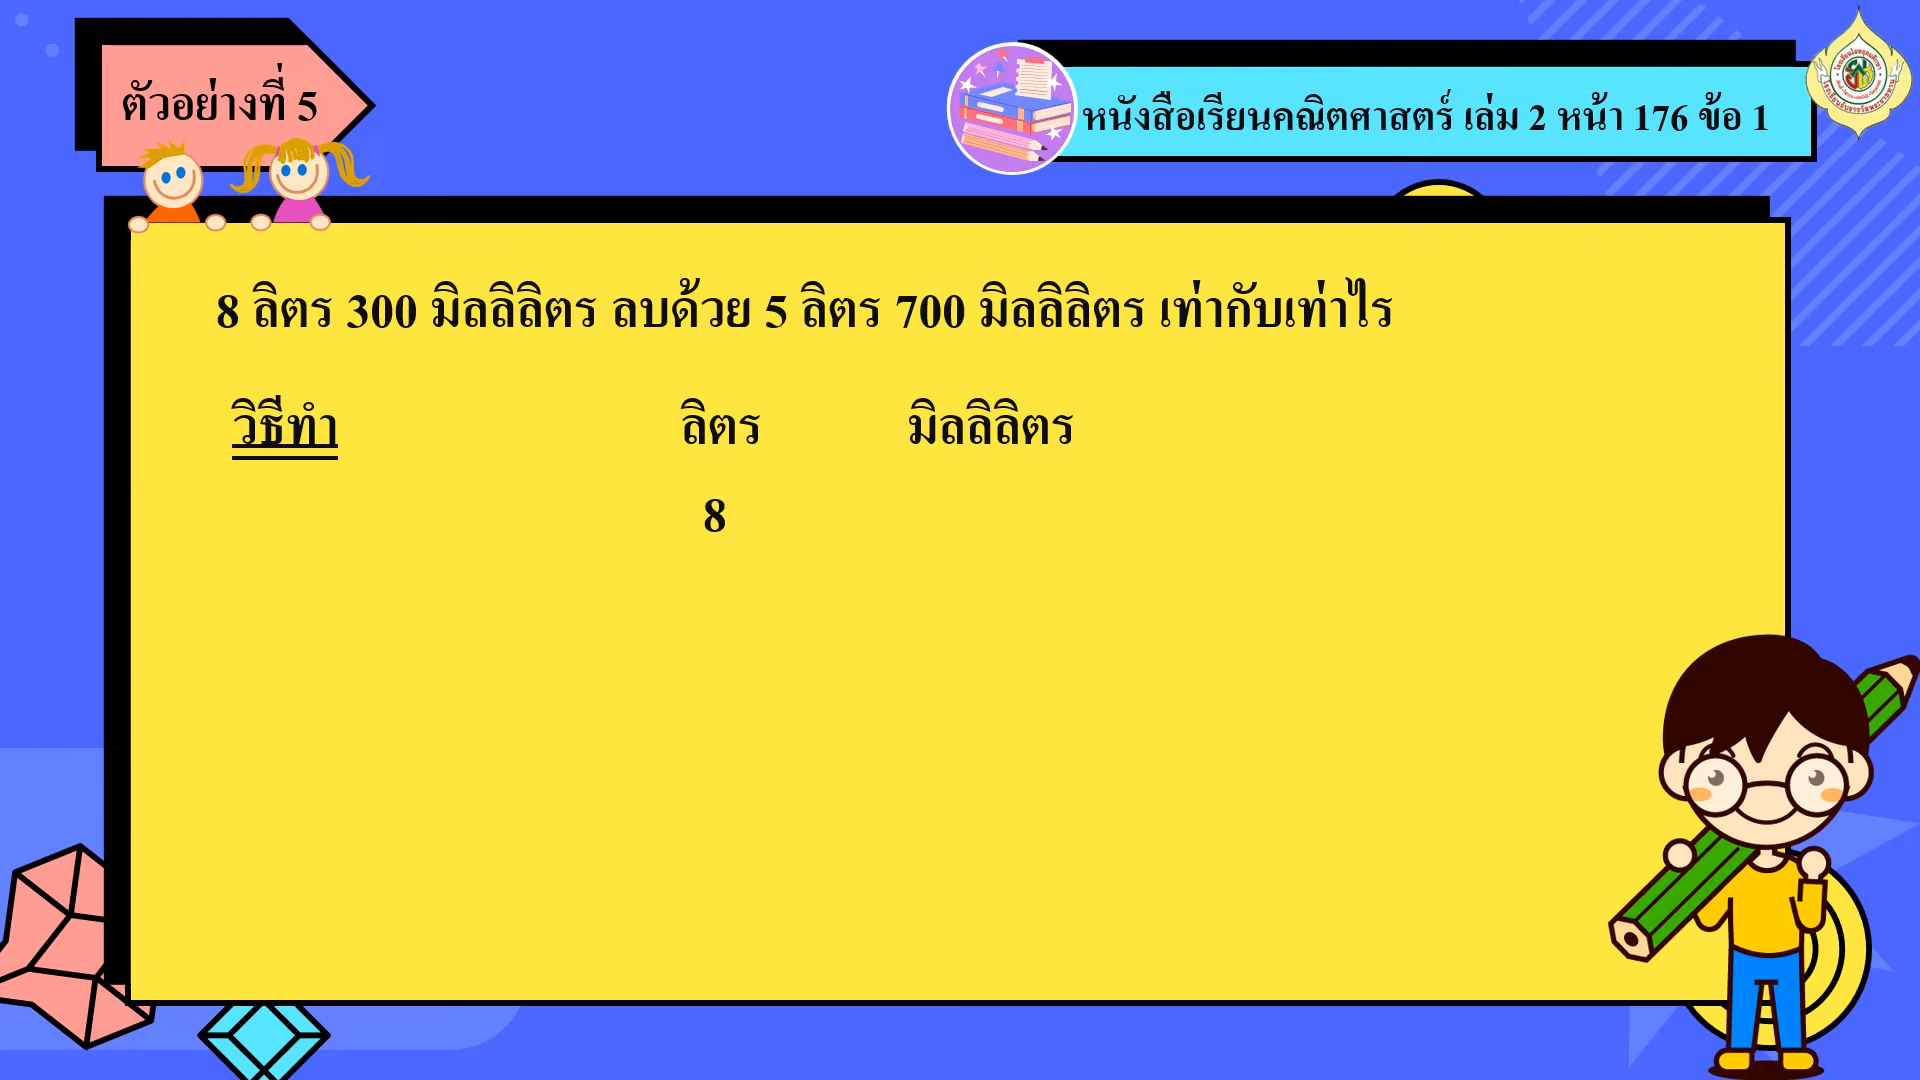 ตัวอย่างที่ 5
หนังสือเรียนคณิตศาสตร์ เล่ม 2 หน้า 176 ข้อ 1
8 ลิตร 300 มิลลิลิตร ลบด้วย 5 ลิตร 700 มิลลิลิตร เท่ากับเท่าไร
วิธีทำ ลิตร มิลลิลิตร
8